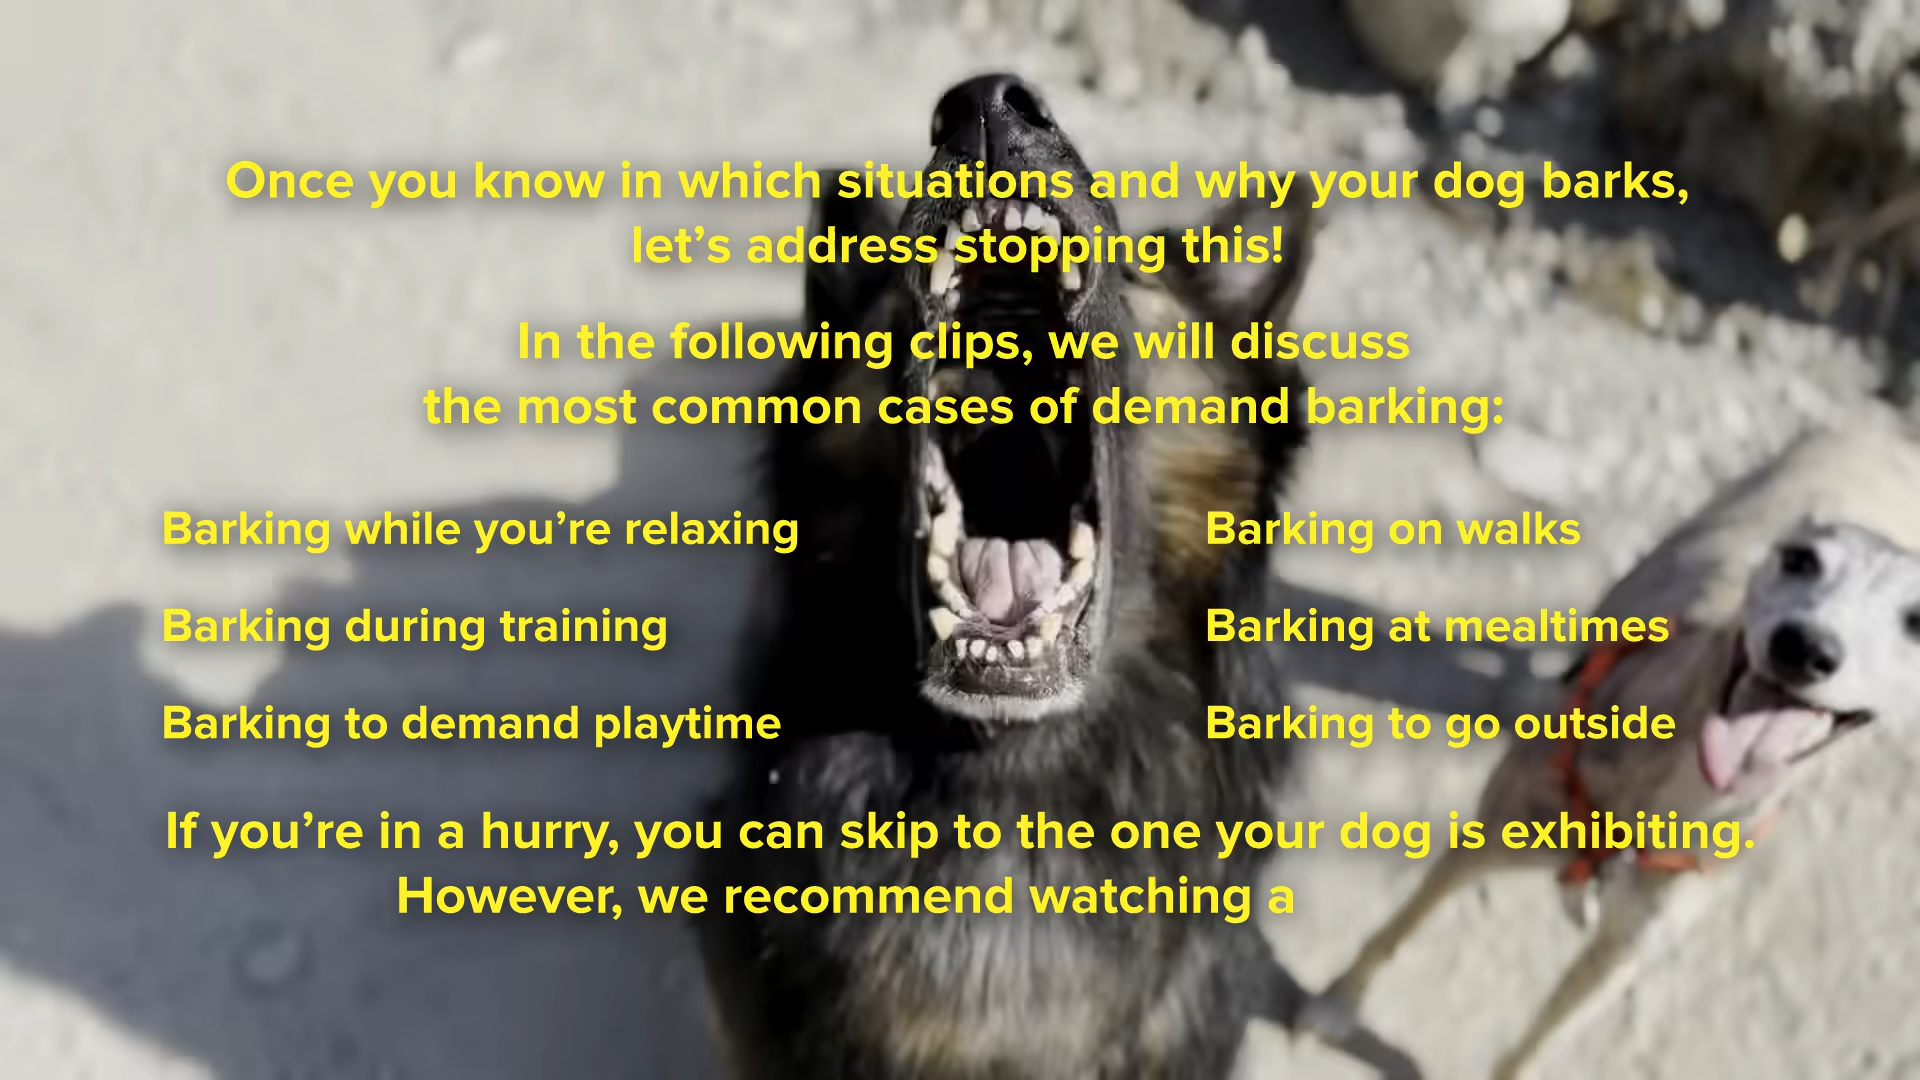 Once you know in which situations and why your dog barks,
let’s address stopping this!
In the following clips, we will discuss
the most common cases of demand barking:
Barking while you’re relaxing
Barking on walks
Barking during training
Barking at mealtimes
Barking to demand playtime
Barking to go outside
If you’re in a hurry, you can skip to the one your dog is exhibiting.
However, we recommend watching a